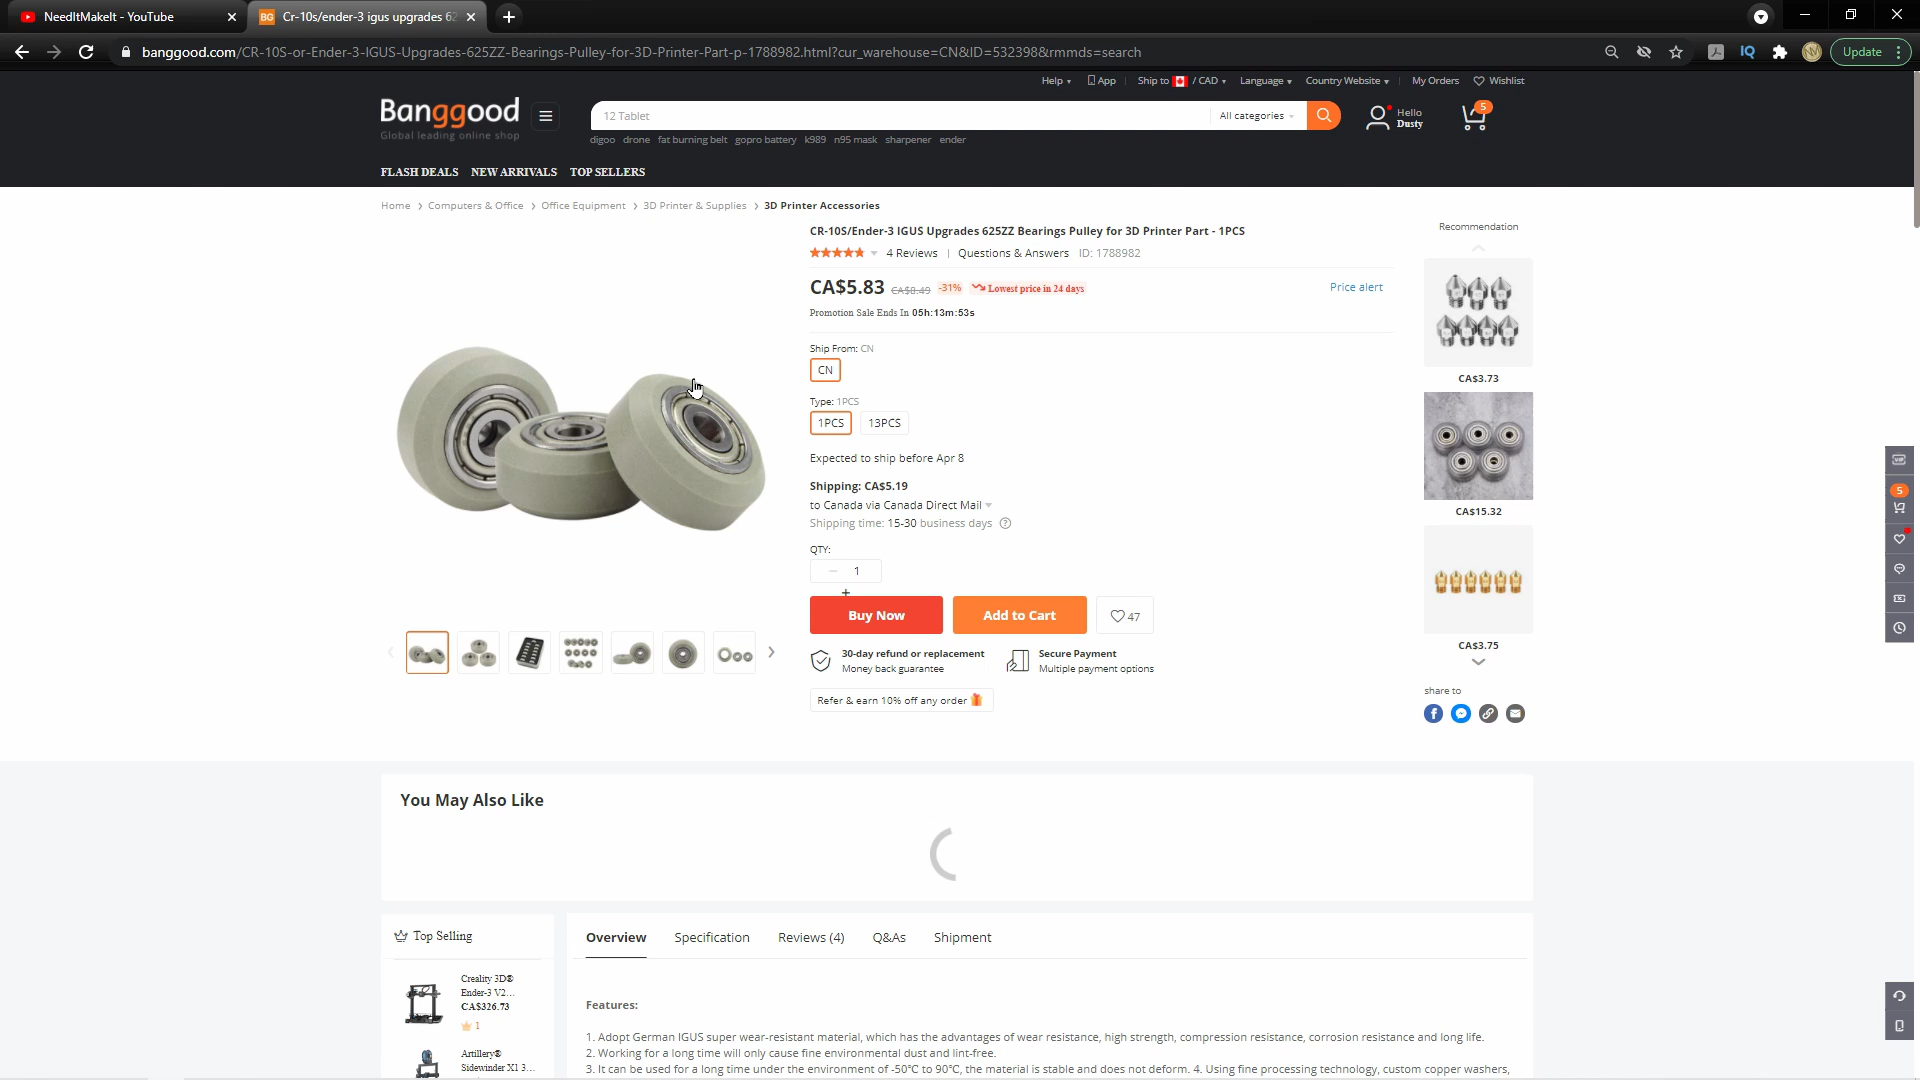 NeedItMakeIt - YouTube
BG Cr-10s/ender-3 igus upgrades 62
banggood.com/CR-10S-or-Ender-3-IGUS-Upgrades-625ZZ-Bearings-Pulley-for-3D-Printer-Part-p-1788982.html?cur_warehouse=CN&ID=532398&rmmds=search
IQ
Update
Help
App
Ship to / CAD
Language
Country Website
My Orders
Wishlist
Banggood
Global leading online shop
12 Tablet
All categories
Hello
Dusty
5
digoo drone fat burning belt gopro battery k989 n95 mask sharpener ender
FLASH DEALS NEW ARRIVALS TOP SELLERS
Home > Computers & Office > Office Equipment > 3D Printer & Supplies > 3D Printer Accessories
CR-10S/Ender-3 IGUS Upgrades 625ZZ Bearings Pulley for 3D Printer Part - 1PCS
4 Reviews | Questions & Answers ID: 1788982
CA$5.83 CA$8.49 -31% Lowest price in 24 days
Price alert
Promotion Sale Ends In 05h:13m:53s
Ship From: CN
CN
Type: 1PCS
1PCS 13PCS
Expected to ship before Apr 8
Shipping: CA$5.19
to Canada via Canada Direct Mail
Shipping time: 15-30 business days ?
QTY:
− 1
+
Buy Now
Add to Cart
47
30-day refund or replacement
Money back guarantee
Secure Payment
Multiple payment options
Refer & earn 10% off any order
Recommendation
CA$3.73
CA$15.32
CA$3.75
share to
VIP
5
You May Also Like
Top Selling
Creality 3D®
Ender-3 V2...
CA$326.73
1
Artillery®
Sidewinder X1 3...
Overview Specification Reviews (4) Q&As Shipment
Features:
1. Adopt German IGUS super wear-resistant material, which has the advantages of wear resistance, high strength, compression resistance, corrosion resistance and long life.
2. Working for a long time will only cause fine environmental dust and lint-free.
3. It can be used for a long time under the environment of -50℃ to 90℃, the material is stable and does not deform. 4. Using fine processing technology, custom copper washers,